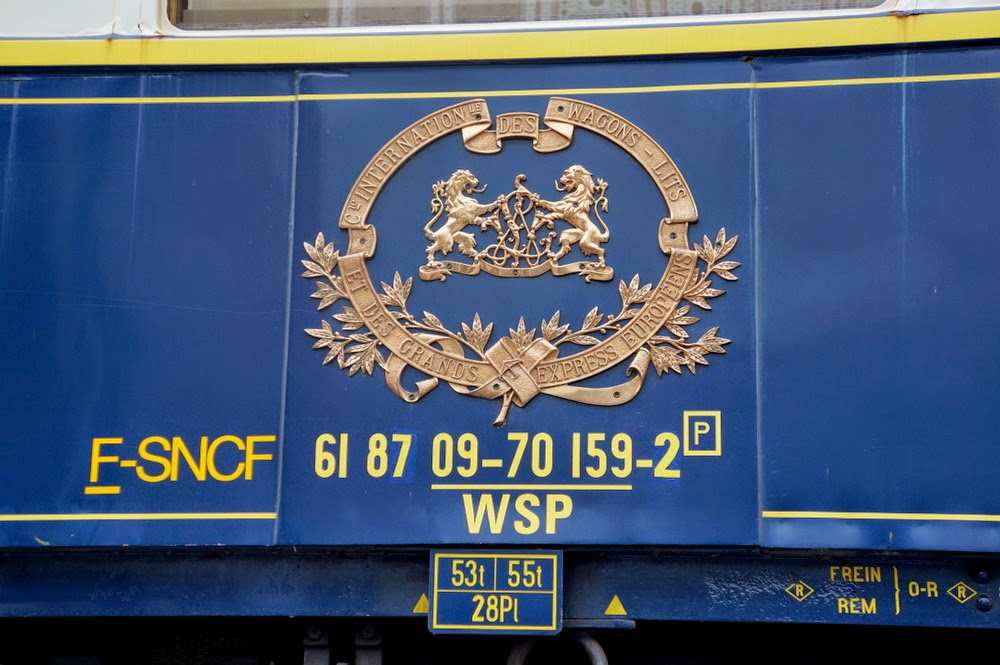 CIE INTERNATIONLE DES WAGONS-LITS
ET DES GRANDS EXPRESS EUROPÉENS
F-SNCF
61 87 09-70 159-2 P
WSP
53t 55t
28Pl
FREIN
REM
O-R
R
R